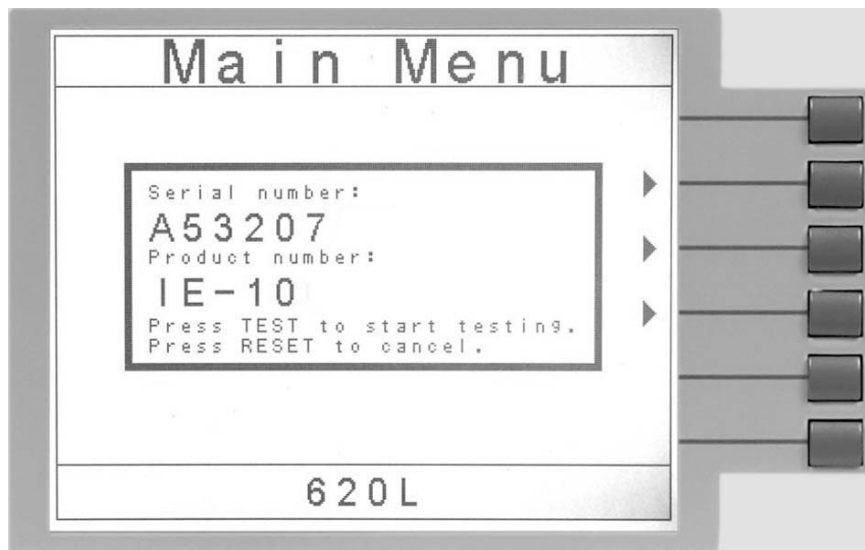 Main Menu
Serial number:
A53207
Product number:
IE-10
Press TEST to start testing.
Press RESET to cancel.
620L